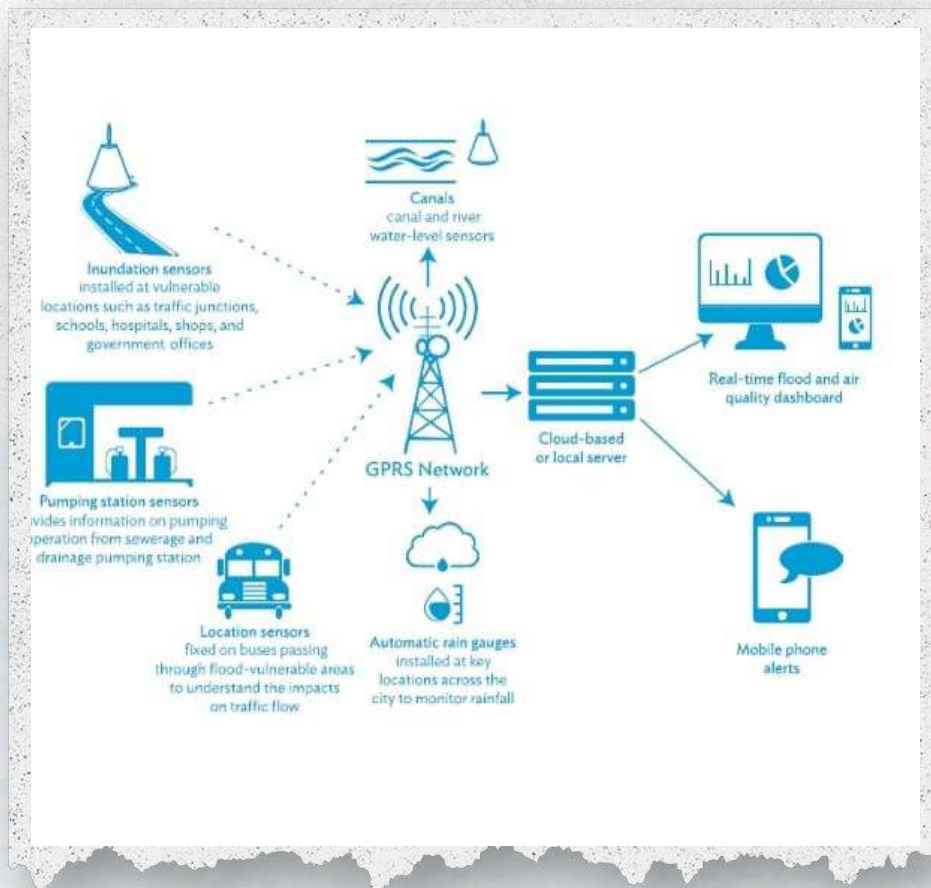 Canals
canal and river
water-level sensors
Inundation sensors
installed at vulnerable
locations such as traffic junctions,
schools, hospitals, shops, and
government offices
Real-time flood and air
quality dashboard
Cloud-based
or local server
GPRS Network
Pumping station sensors
vides information on pumping
operation from sewerage and
drainage pumping station
Location sensors
fixed on buses passing
through flood-vulnerable areas
to understand the impacts
on traffic flow
Automatic rain gauges
installed at key
locations across the
city to monitor rainfall
Mobile phone
alerts